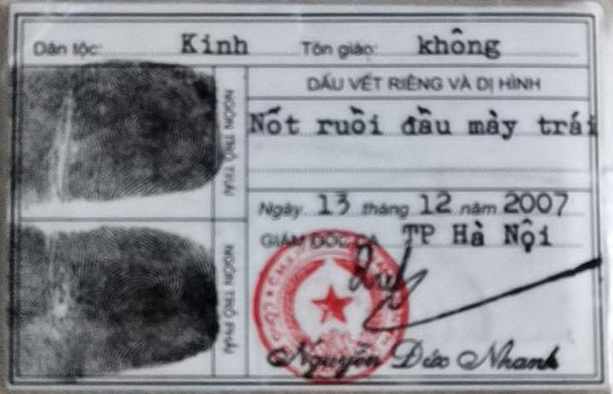 Dân tộc: Kinh Tôn giáo: không
DẤU VẾT RIÊNG VÀ DỊ HÌNH
NGÓN TRỎ TRÁI
Nốt ruồi đầu mày trái
Ngày 13 tháng 12 năm 2007
GIÁM ĐỐC CA TP Hà Nội
NGÓN TRỎ PHẢI
Nguyễn Đức Nhanh